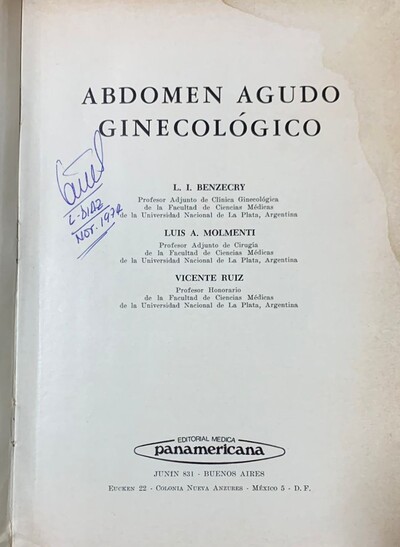 ABDOMEN AGUDO
GINECOLÓGICO
L. I. BENZECRY
Profesor Adjunto de Clínica Ginecológica
de la Facultad de Ciencias Médicas
de la Universidad Nacional de La Plata, Argentina
L-DIAZ
LUIS A. MOLMENTI
Profesor Adjunto de Cirugía
de la Facultad de Ciencias Médicas
de la Universidad Nacional de La Plata, Argentina
VICENTE RUIZ
Profesor Honorario
de la Facultad de Ciencias Médicas
de la Universidad Nacional de La Plata, Argentina
EDITORIAL MEDICA
panamericana
JUNIN 831 - BUENOS AIRES
EUCKEN 22 - COLONIA NUEVA ANZURES - MÉXICO 5 - D. F.